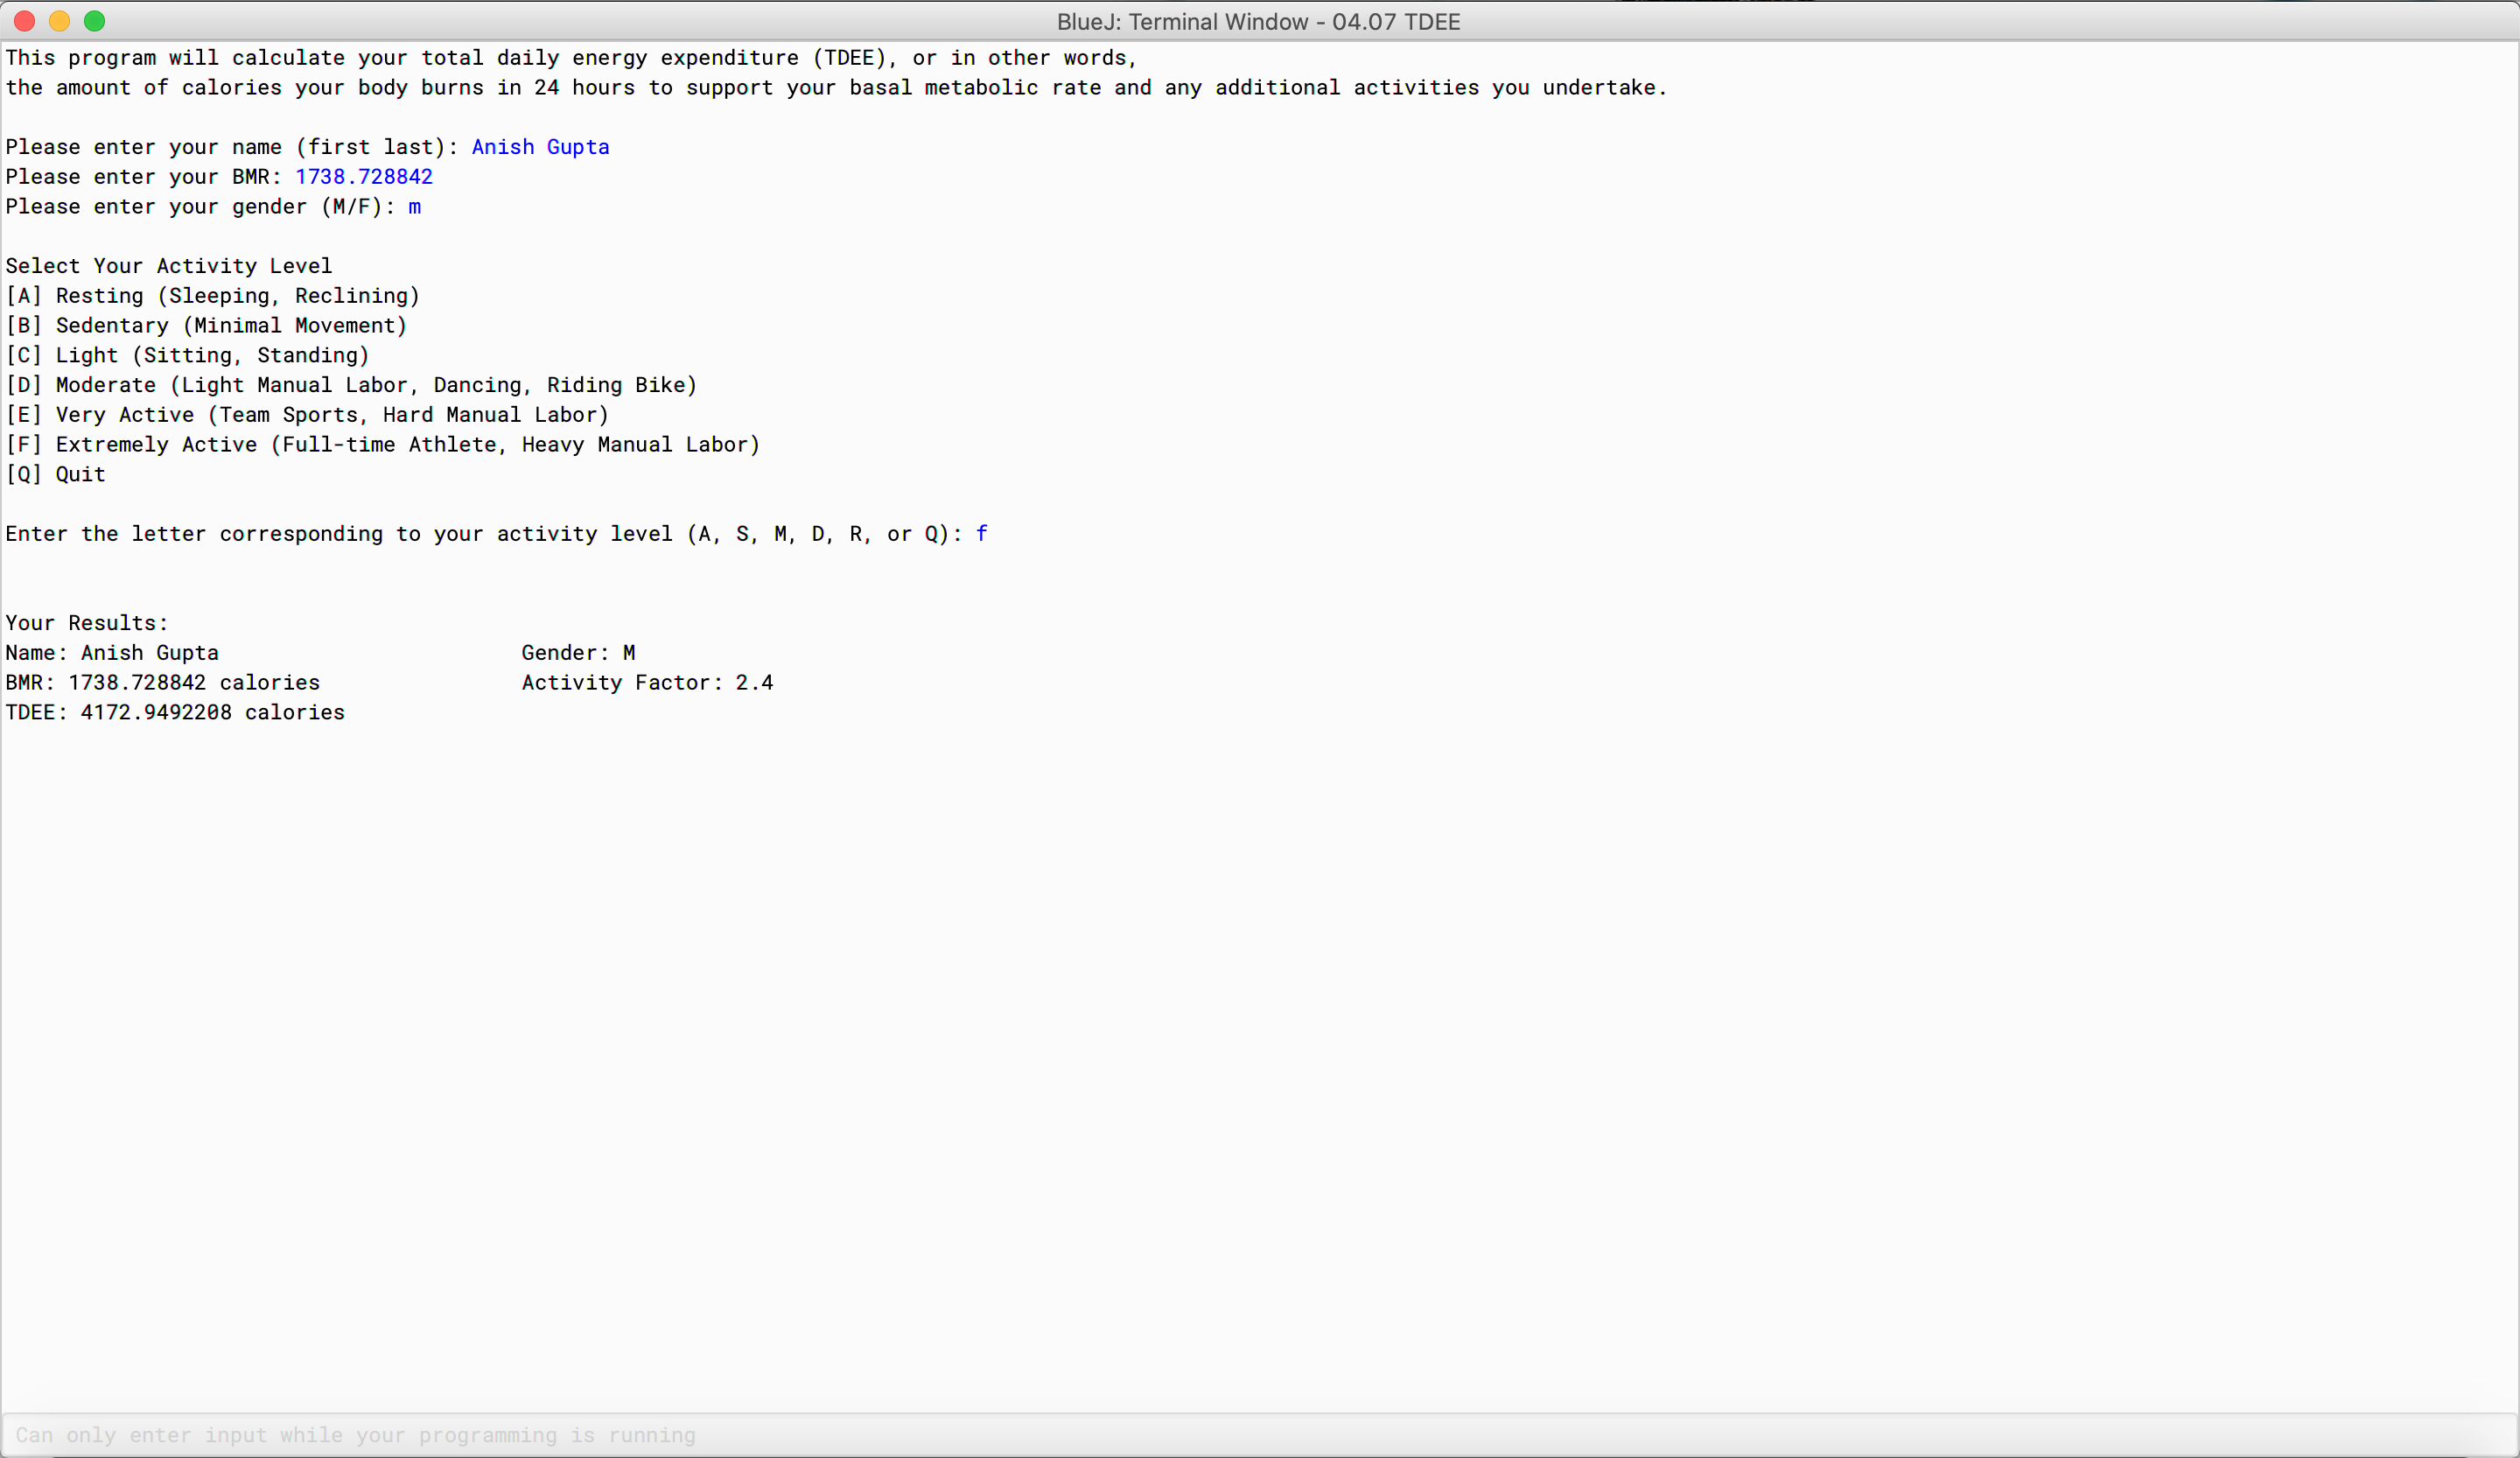 BlueJ: Terminal Window - 04.07 TDEE
This program will calculate your total daily energy expenditure (TDEE), or in other words,
the amount of calories your body burns in 24 hours to support your basal metabolic rate and any additional activities you undertake.
Please enter your name (first last): Anish Gupta
Please enter your BMR: 1738.728842
Please enter your gender (M/F): m
Select Your Activity Level
[A] Resting (Sleeping, Reclining)
[B] Sedentary (Minimal Movement)
[C] Light (Sitting, Standing)
[D] Moderate (Light Manual Labor, Dancing, Riding Bike)
[E] Very Active (Team Sports, Hard Manual Labor)
[F] Extremely Active (Full-time Athlete, Heavy Manual Labor)
[Q] Quit
Enter the letter corresponding to your activity level (A, S, M, D, R, or Q): f
Your Results:
Name: Anish Gupta Gender: M
BMR: 1738.728842 calories Activity Factor: 2.4
TDEE: 4172.9492208 calories
Can only enter input while your programming is running